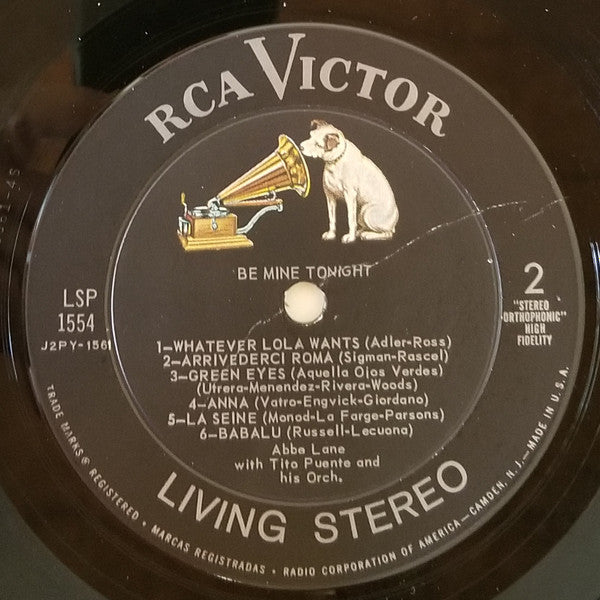 RCA VICTOR
BE MINE TONIGHT
LSP
1554
J2PY-1561
2
"STEREO
ORTHOPHONIC"
HIGH
FIDELITY
1—WHATEVER LOLA WANTS (Adler-Ross)
2—ARRIVEDERCI ROMA (Sigman-Rascel)
3—GREEN EYES (Aquella Ojos Verdes)
(Utrera-Menendez-Rivera-Woods)
4—ANNA (Vatro-Engvick-Giordano)
5—LA SEINE (Monod-La Farge-Parsons)
6—BABALU (Russell-Lecuona)
Abbe Lane
with Tito Puente and
his Orch.
LIVING STEREO
TRADE MARKS ® REGISTERED • MARCAS REGISTRADAS • RADIO CORPORATION OF AMERICA—CAMDEN, N.J.—MADE IN U.S.A.